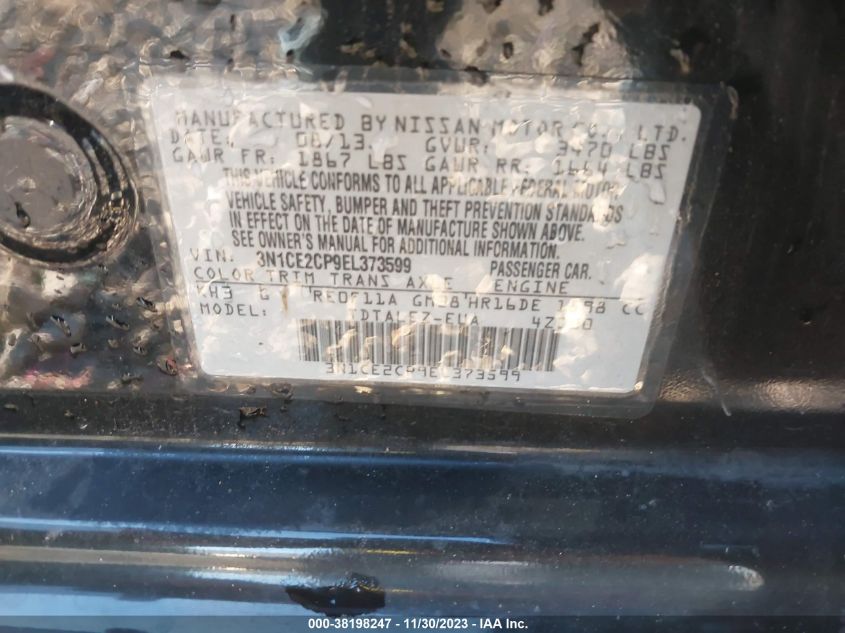 MANUFACTURED BY NISSAN MOTOR CO., LTD.
DATE: 08/13 GVWR: 3470 LBS
GAWR FR: 1867 LBS GAWR RR: 1664 LBS
THIS VEHICLE CONFORMS TO ALL APPLICABLE FEDERAL MOTOR
VEHICLE SAFETY, BUMPER AND THEFT PREVENTION STANDARDS
IN EFFECT ON THE DATE OF MANUFACTURE SHOWN ABOVE.
SEE OWNER'S MANUAL FOR ADDITIONAL INFORMATION.
VIN: 3N1CE2CP9EL373599 PASSENGER CAR.
COLOR TRIM TRANS AXLE ENGINE
KH3 G RE0F11A GM38 HR16DE 1598 CC
MODEL:
3N1CE2CP9EL373599
000-38198247 - 11/30/2023 - IAA Inc.